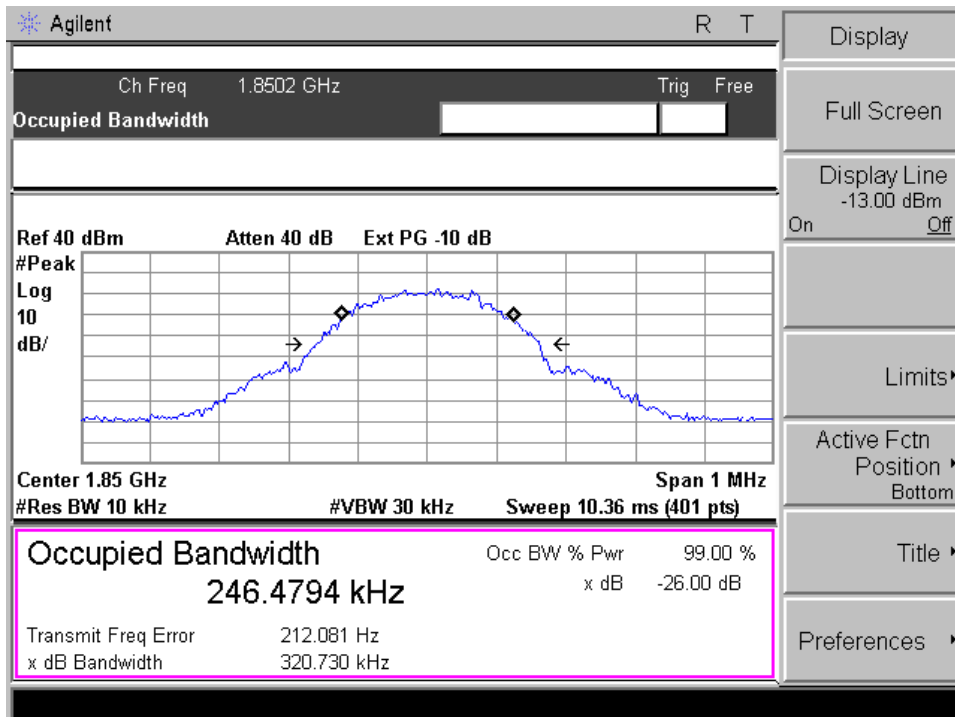 Agilent R T
Ch Freq 1.8502 GHz Trig Free
Occupied Bandwidth
Ref 40 dBm Atten 40 dB Ext PG -10 dB
#Peak
Log
10
dB/
Center 1.85 GHz Span 1 MHz
#Res BW 10 kHz #VBW 30 kHz Sweep 10.36 ms (401 pts)
Occupied Bandwidth Occ BW % Pwr 99.00 %
246.4794 kHz x dB -26.00 dB
Transmit Freq Error 212.081 Hz
x dB Bandwidth 320.730 kHz
Display
Full Screen
Display Line
-13.00 dBm
On Off
Limits
Active Fctn
Position
Bottom
Title
Preferences